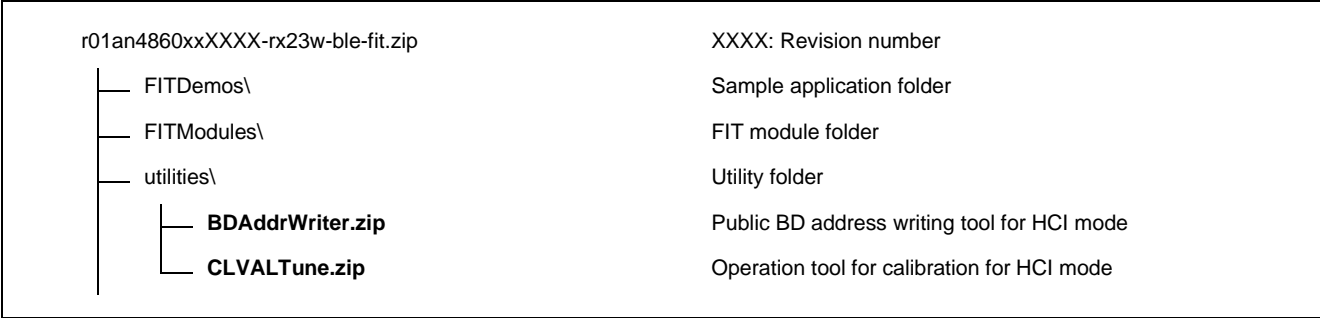 r01an4860xxXXXX-rx23w-ble-fit.zip XXXX: Revision number
FITDemos\ Sample application folder
FITModules\ FIT module folder
utilities\ Utility folder
BDAddrWriter.zip Public BD address writing tool for HCI mode
CLVALTune.zip Operation tool for calibration for HCI mode